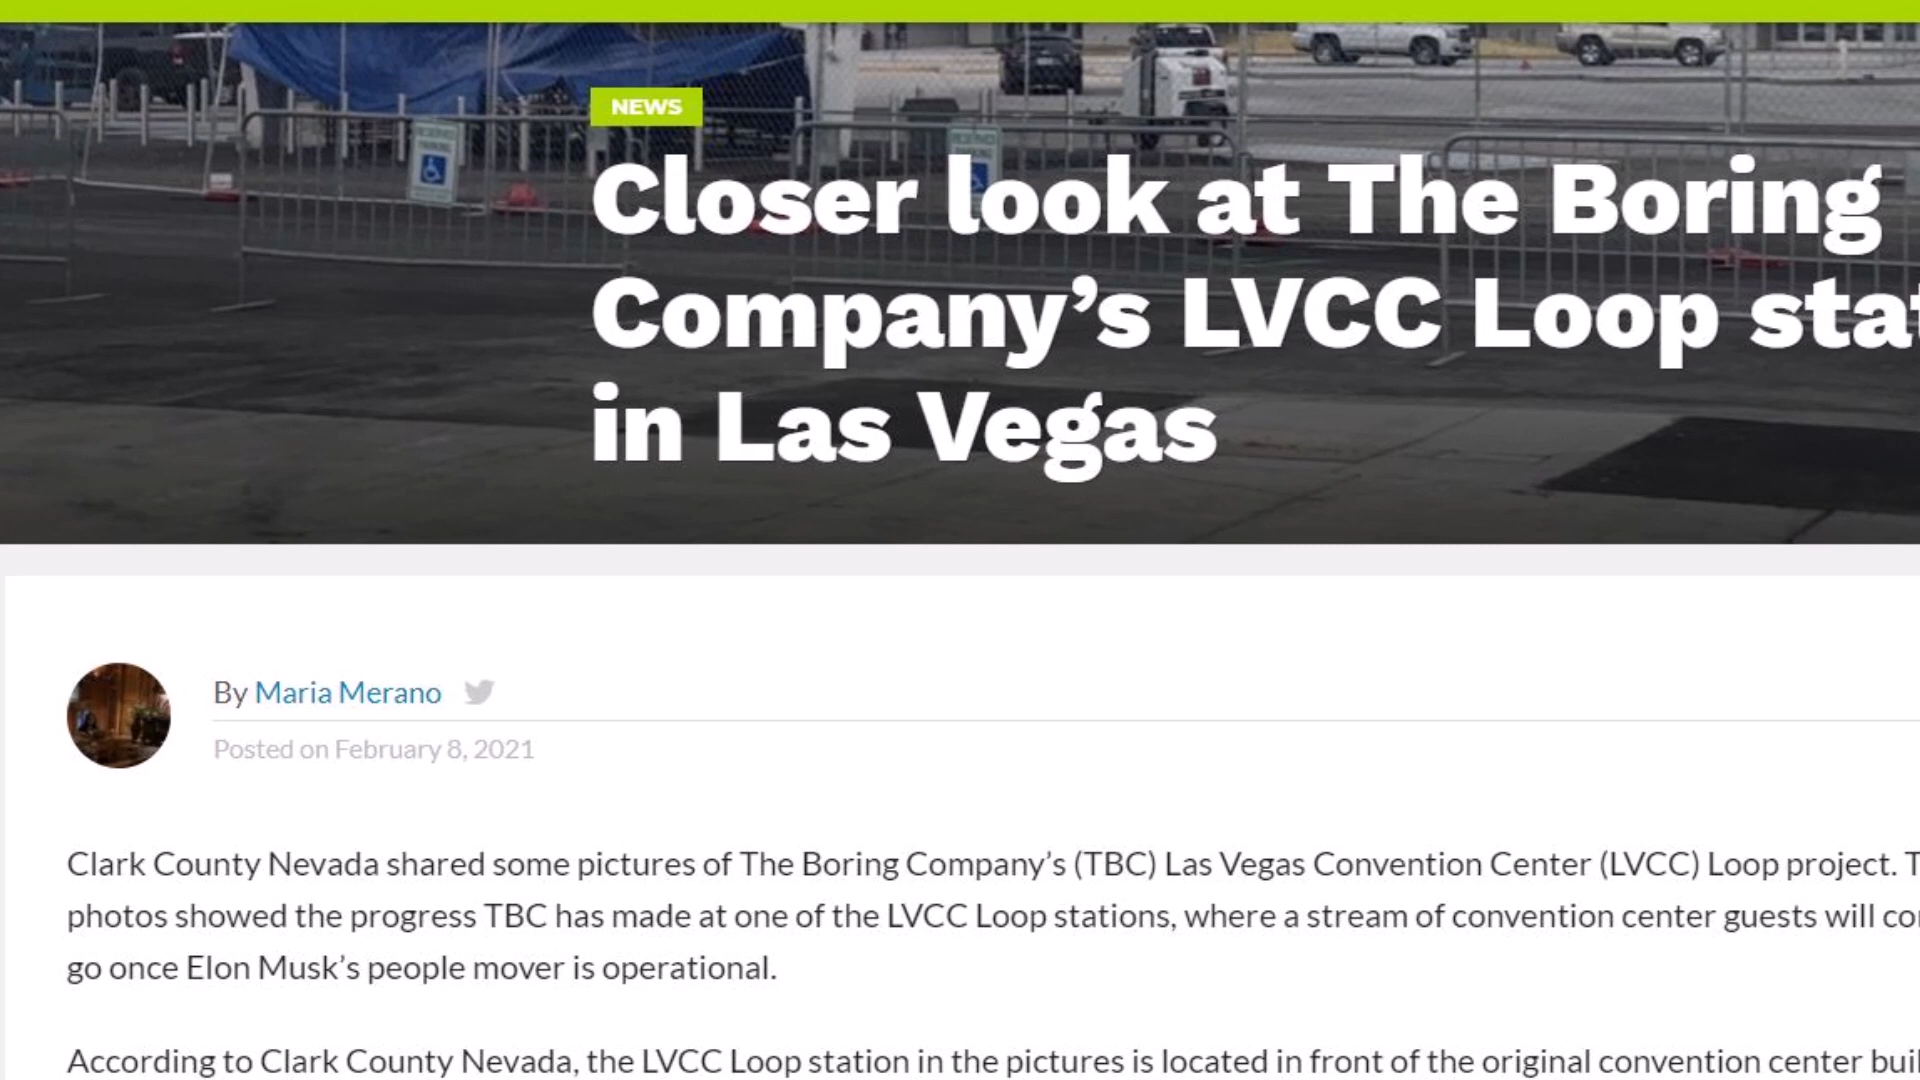 NEWS
Closer look at The Boring
Company’s LVCC Loop
in Las Vegas
By Maria Merano
Posted on February 8, 2021
Clark County Nevada shared some pictures of The Boring Company’s (TBC) Las Vegas Convention Center (LVCC) Loop project.
photos showed the progress TBC has made at one of the LVCC Loop stations, where a stream of convention center guests will
go once Elon Musk’s people mover is operational.
According to Clark County Nevada, the LVCC Loop station in the pictures is located in front of the original convention center